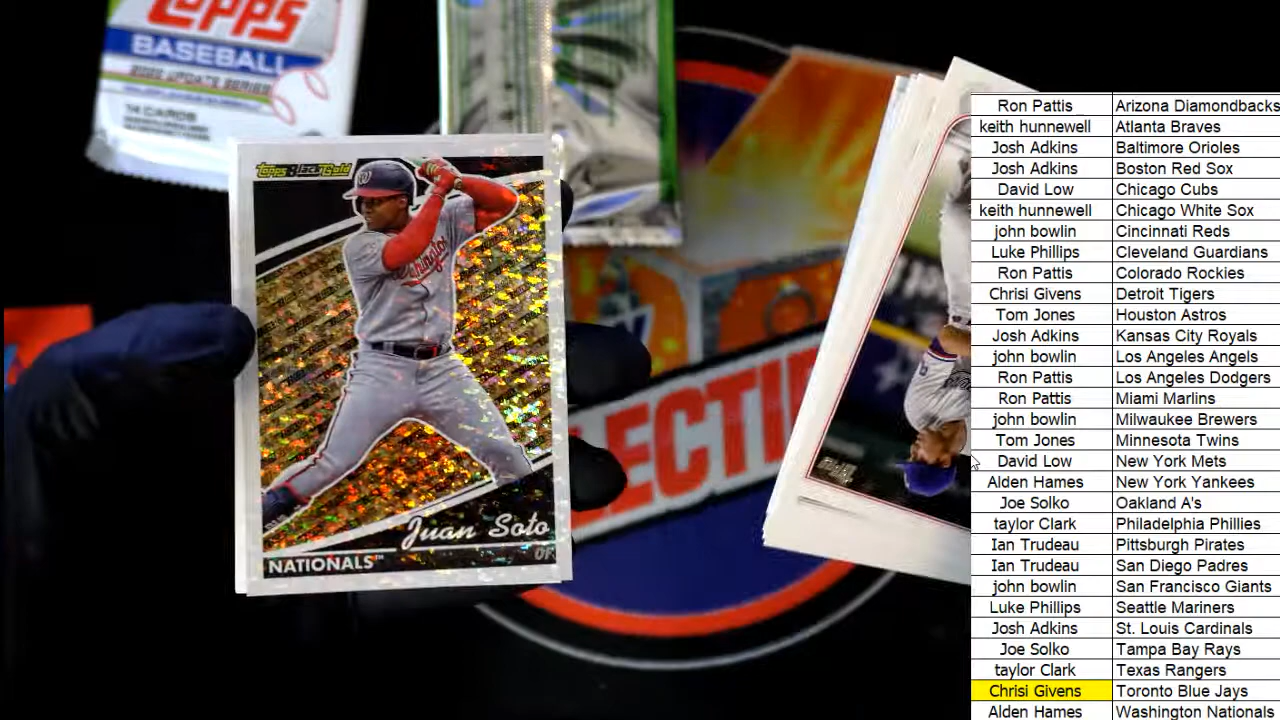 Topps
BASEBALL
2022 UPDATE SERIES
14 CARDS
Topps Black Gold
Washington
Juan Soto
OF
NATIONALS™
LECTIN
Ron Pattis Arizona Diamondbacks
keith hunnewell Atlanta Braves
Josh Adkins Baltimore Orioles
Josh Adkins Boston Red Sox
David Low Chicago Cubs
keith hunnewell Chicago White Sox
john bowlin Cincinnati Reds
Luke Phillips Cleveland Guardians
Ron Pattis Colorado Rockies
Chrisi Givens Detroit Tigers
Tom Jones Houston Astros
Josh Adkins Kansas City Royals
john bowlin Los Angeles Angels
Ron Pattis Los Angeles Dodgers
Ron Pattis Miami Marlins
john bowlin Milwaukee Brewers
Tom Jones Minnesota Twins
David Low New York Mets
Alden Hames New York Yankees
Joe Solko Oakland A's
taylor Clark Philadelphia Phillies
Ian Trudeau Pittsburgh Pirates
Ian Trudeau San Diego Padres
john bowlin San Francisco Giants
Luke Phillips Seattle Mariners
Josh Adkins St. Louis Cardinals
Joe Solko Tampa Bay Rays
taylor Clark Texas Rangers
Chrisi Givens Toronto Blue Jays
Alden Hames Washington Nationals